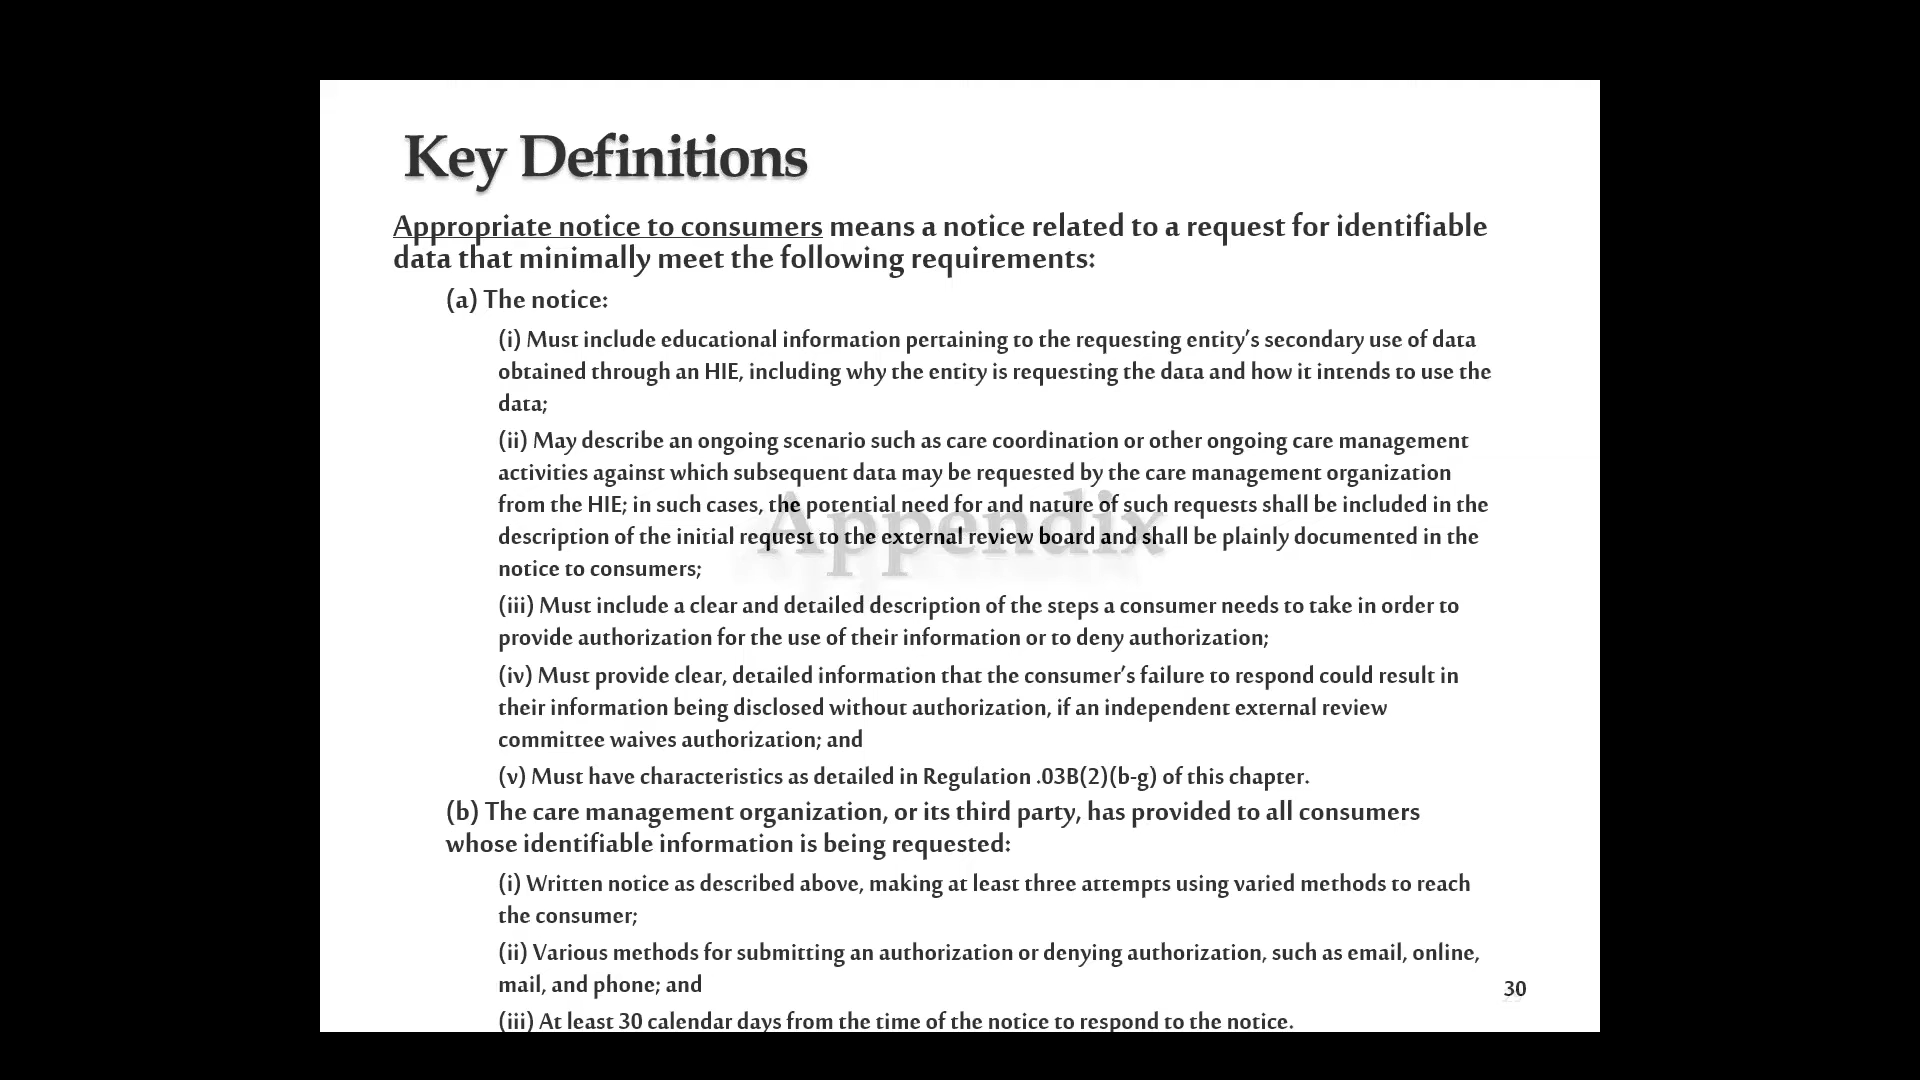 Key Definitions
Appropriate notice to consumers means a notice related to a request for identifiable
data that minimally meet the following requirements:
(a) The notice:
(i) Must include educational information pertaining to the requesting entity’s secondary use of data
obtained through an HIE, including why the entity is requesting the data and how it intends to use the
data;
(ii) May describe an ongoing scenario such as care coordination or other ongoing care management
activities against which subsequent data may be requested by the care management organization
from the HIE; in such cases, the potential need for and nature of such requests shall be included in the
description of the initial request to the external review board and shall be plainly documented in the
notice to consumers;
Appendix
(iii) Must include a clear and detailed description of the steps a consumer needs to take in order to
provide authorization for the use of their information or to deny authorization;
(iv) Must provide clear, detailed information that the consumer’s failure to respond could result in
their information being disclosed without authorization, if an independent external review
committee waives authorization; and
(v) Must have characteristics as detailed in Regulation .03B(2)(b-g) of this chapter.
(b) The care management organization, or its third party, has provided to all consumers
whose identifiable information is being requested:
(i) Written notice as described above, making at least three attempts using varied methods to reach
the consumer;
(ii) Various methods for submitting an authorization or denying authorization, such as email, online,
mail, and phone; and
(iii) At least 30 calendar days from the time of the notice to respond to the notice.
30